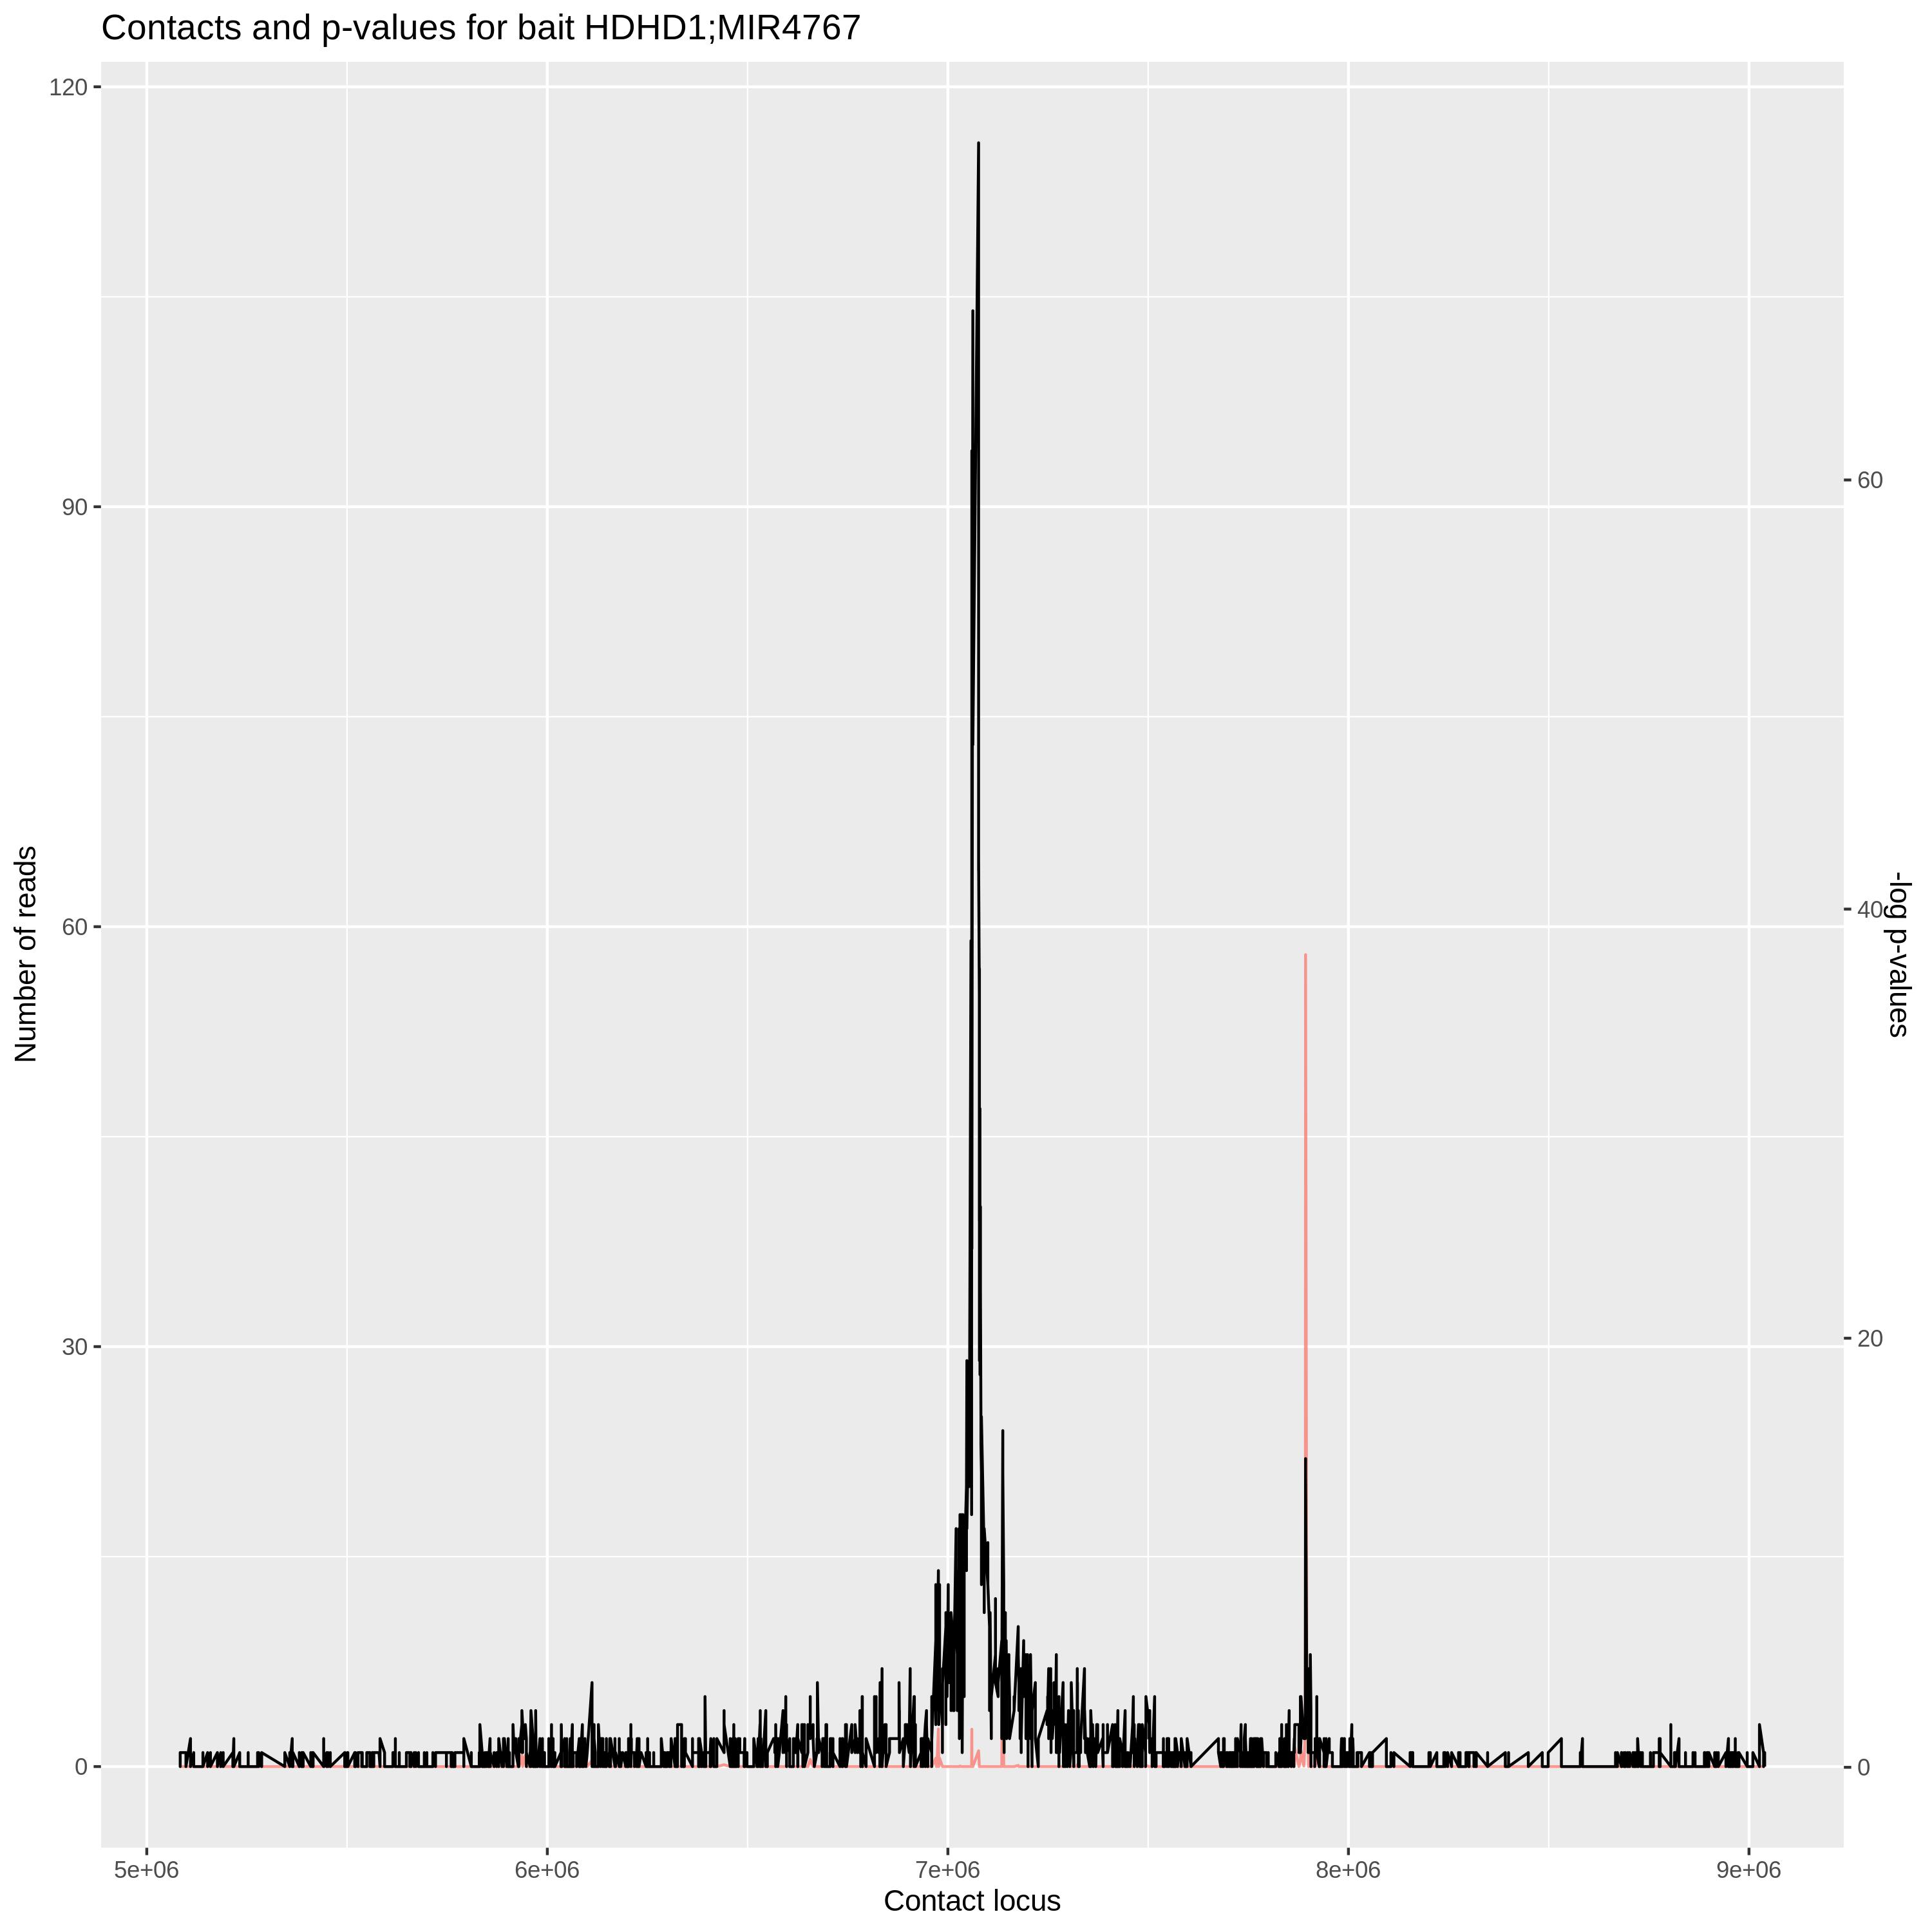 Contacts and p-values for bait HDHD1;MIR4767
120
90
60
30
0
Number of reads
60
40
20
0
-log p-values
5e+06
6e+06
7e+06
8e+06
9e+06
Contact locus